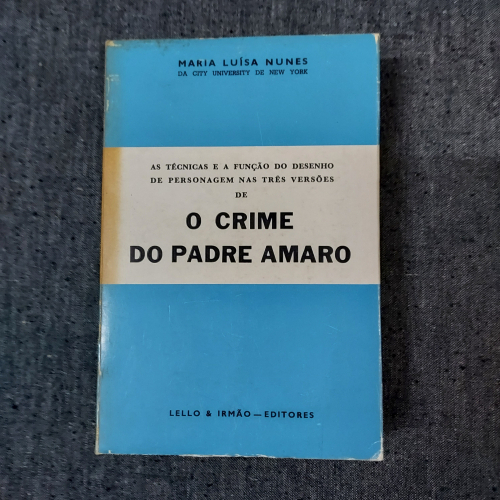 MARIA LUÍSA NUNES
DA CITY UNIVERSITY DE NEW YORK
AS TÉCNICAS E A FUNÇÃO DO DESENHO
DE PERSONAGEM NAS TRÊS VERSÕES
DE
O CRIME
DO PADRE AMARO
LELLO & IRMÃO — EDITORES